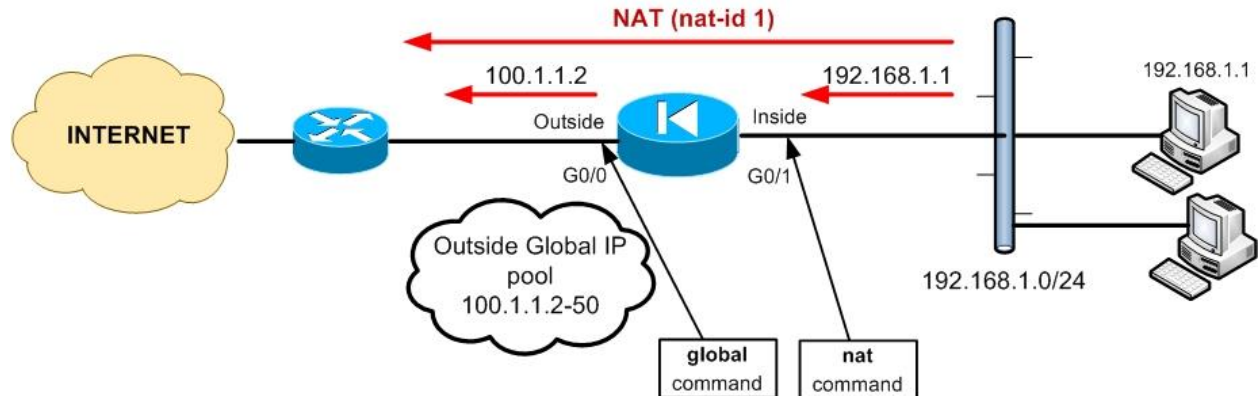 NAT (nat-id 1)
100.1.1.2
192.168.1.1
192.168.1.1
INTERNET
Outside
Inside
G0/0
G0/1
Outside Global IP
pool
100.1.1.2-50
192.168.1.0/24
global
command
nat
command